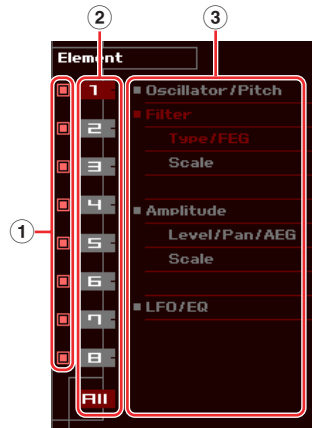 2 3
Element
1 Oscillator/Pitch
2 Filter
Type/FEG
3 Scale
4 Amplitude
1 Level/Pan/AEG
5 Scale
6
7 LFO/EQ
8
All